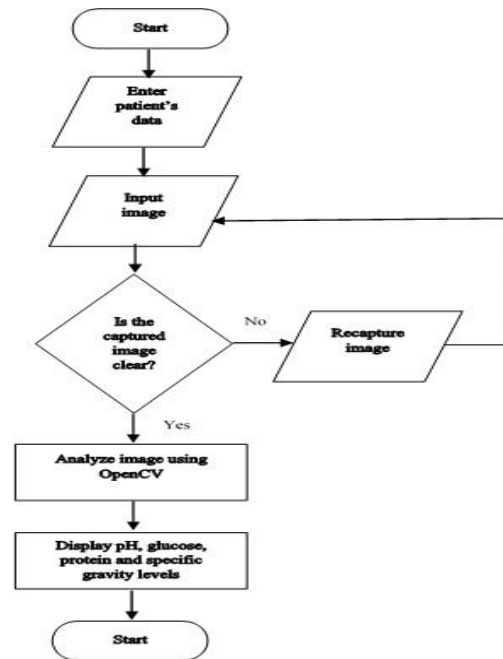 Start
Enter
patient's
data
Input
image
Is the
captured
image
clear?
No
Recapture
image
Yes
Analyze image using
OpenCV
Display pH, glucose,
protein and specific
gravity levels
Start